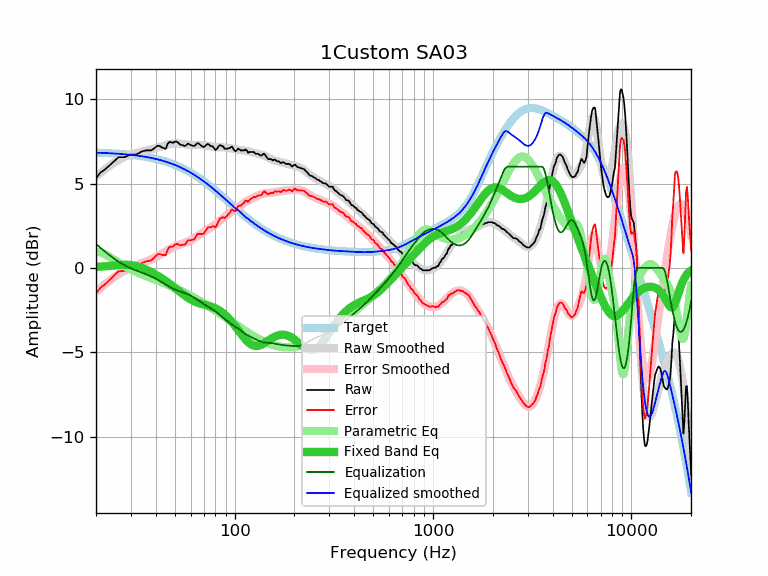 1Custom SA03
Amplitude (dBr)
10
5
0
−5
−10
Target
Raw Smoothed
Error Smoothed
Raw
Error
Parametric Eq
Fixed Band Eq
Equalization
Equalized smoothed
100
1000
10000
Frequency (Hz)